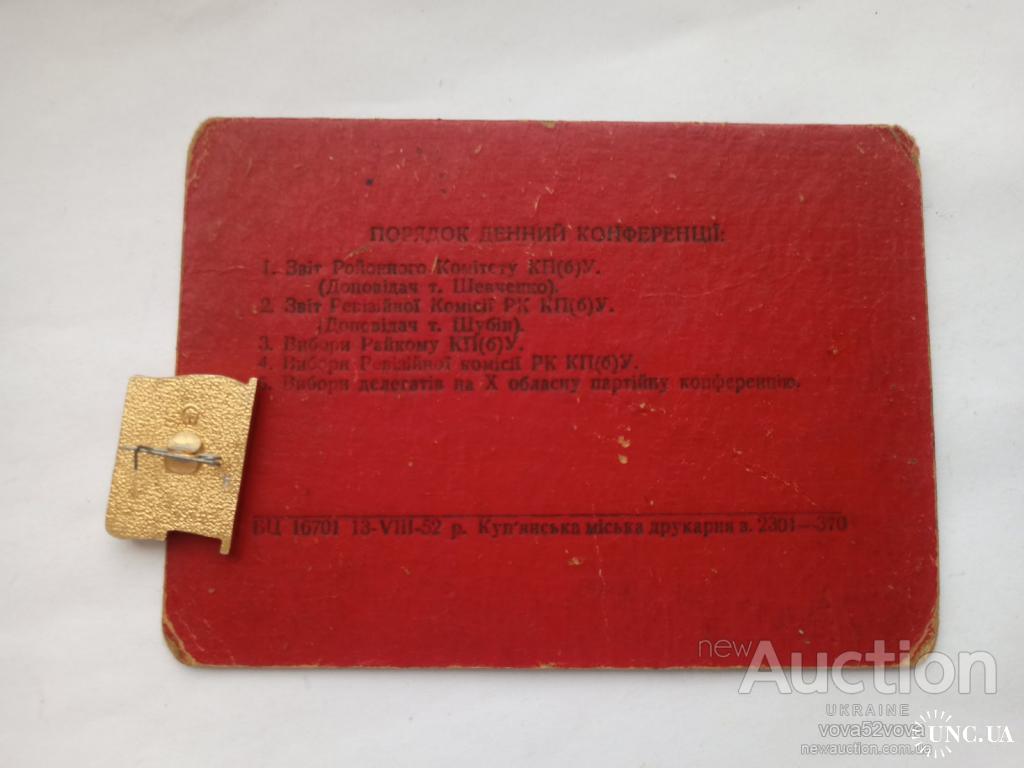 ПОРЯДОК ДЕННИЙ КОНФЕРЕНЦІЇ:
1. Звіт Районного Комітету КП(б)У.
(Доповідач т. Шевченко).
2. Звіт Ревізійної Комісії РК КП(б)У.
(Доповідач т. Шубін).
3. Вибори Райкому КП(б)У.
4. Вибори Ревізійної комісії РК КП(б)У.
Вибори делегатів на X обласну партійну конференцію.
БЦ 16701 13-VIII-52 р. Куп'янська міська друкарня з. 2301—370
new Auction
UKRAINE
vova52vova
newauction.com.ua
UNC.UA